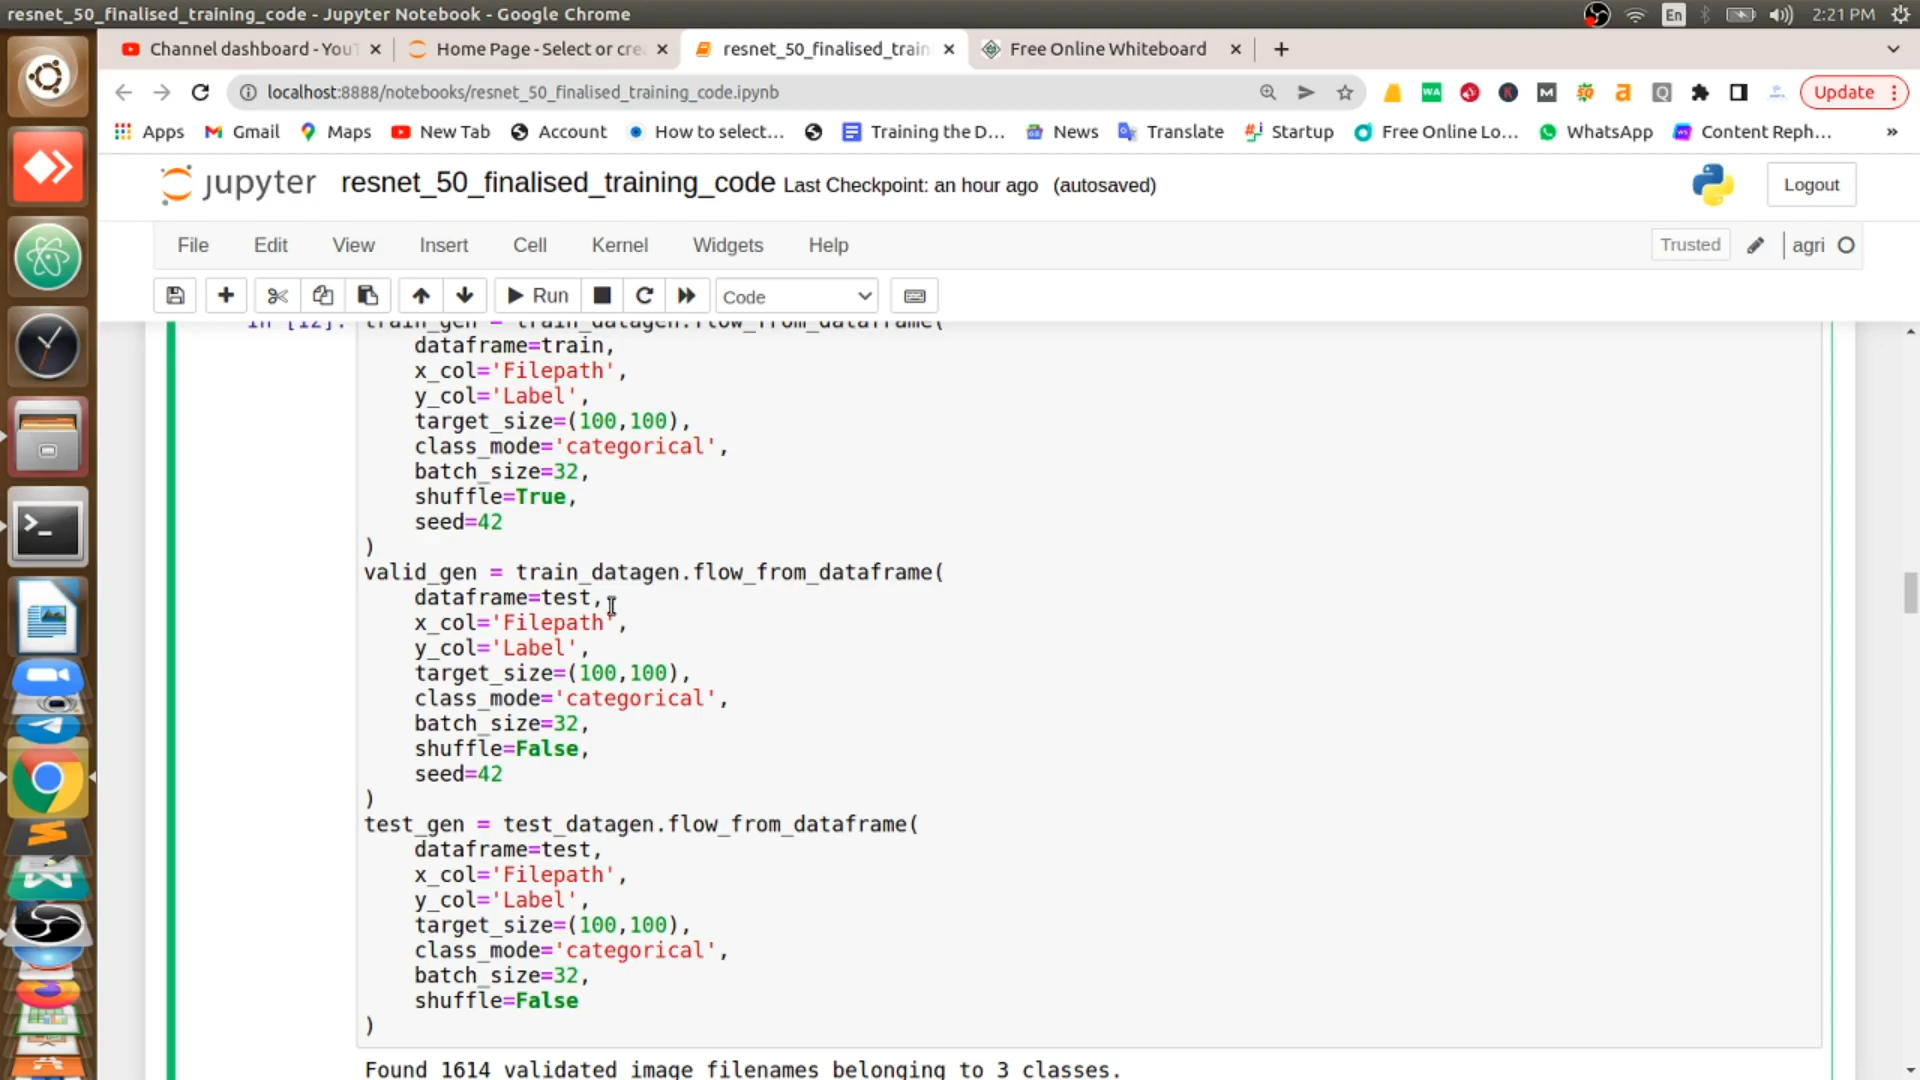 resnet_50_finalised_training_code - Jupyter Notebook - Google Chrome
En
2:21 PM
Channel dashboard - You
Home Page - Select or cre
resnet_50_finalised_train
Free Online Whiteboard
localhost:8888/notebooks/resnet_50_finalised_training_code.ipynb
Update
Apps
Gmail
Maps
New Tab
Account
How to select...
Training the D...
News
Translate
Startup
Free Online Lo...
WhatsApp
Content Reph...
»
jupyter resnet_50_finalised_training_code Last Checkpoint: an hour ago (autosaved)
Logout
File Edit View Insert Cell Kernel Widgets Help
Trusted
agri
Run
Code
In [12]: train_gen = train_datagen.flow_from_dataframe(
dataframe=train,
x_col='Filepath',
y_col='Label',
target_size=(100,100),
class_mode='categorical',
batch_size=32,
shuffle=True,
seed=42
)
valid_gen = train_datagen.flow_from_dataframe(
dataframe=test,
x_col='Filepath',
y_col='Label',
target_size=(100,100),
class_mode='categorical',
batch_size=32,
shuffle=False,
seed=42
)
test_gen = test_datagen.flow_from_dataframe(
dataframe=test,
x_col='Filepath',
y_col='Label',
target_size=(100,100),
class_mode='categorical',
batch_size=32,
shuffle=False
)
Found 1614 validated image filenames belonging to 3 classes.